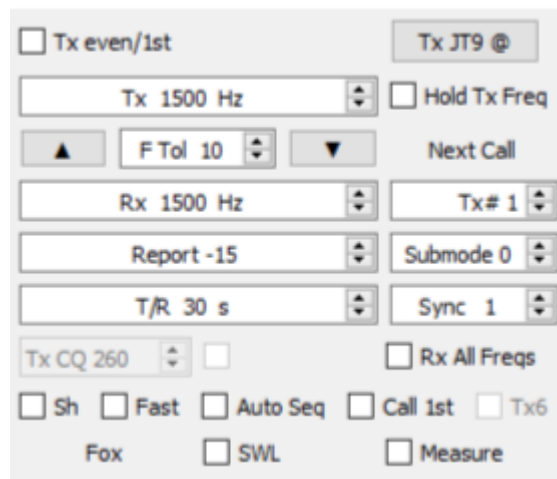 Tx even/1st Tx JT9 @
Tx 1500 Hz Hold Tx Freq
▲ F Tol 10 ▼ Next Call
Rx 1500 Hz Tx# 1
Report -15 Submode 0
T/R 30 s Sync 1
Tx CQ 260 Rx All Freqs
Sh Fast Auto Seq Call 1st Tx6
Fox SWL Measure